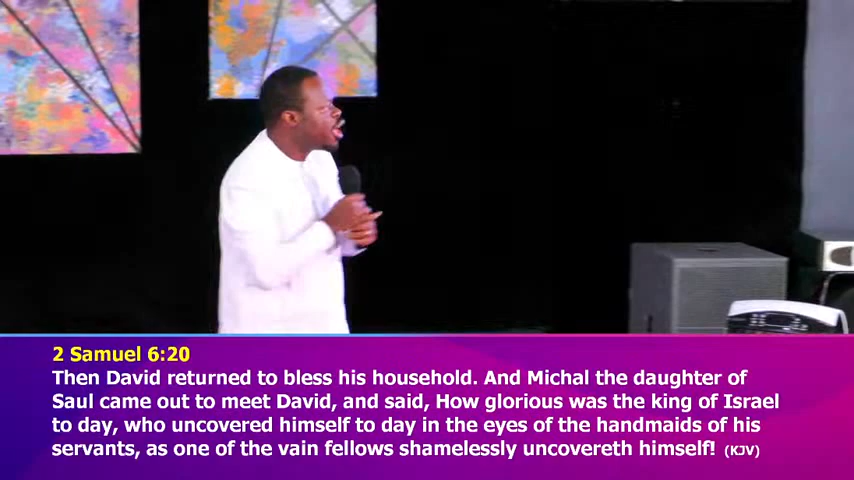 2 Samuel 6:20
Then David returned to bless his household. And Michal the daughter of
Saul came out to meet David, and said, How glorious was the king of Israel
to day, who uncovered himself to day in the eyes of the handmaids of his
servants, as one of the vain fellows shamelessly uncovereth himself! (KJV)